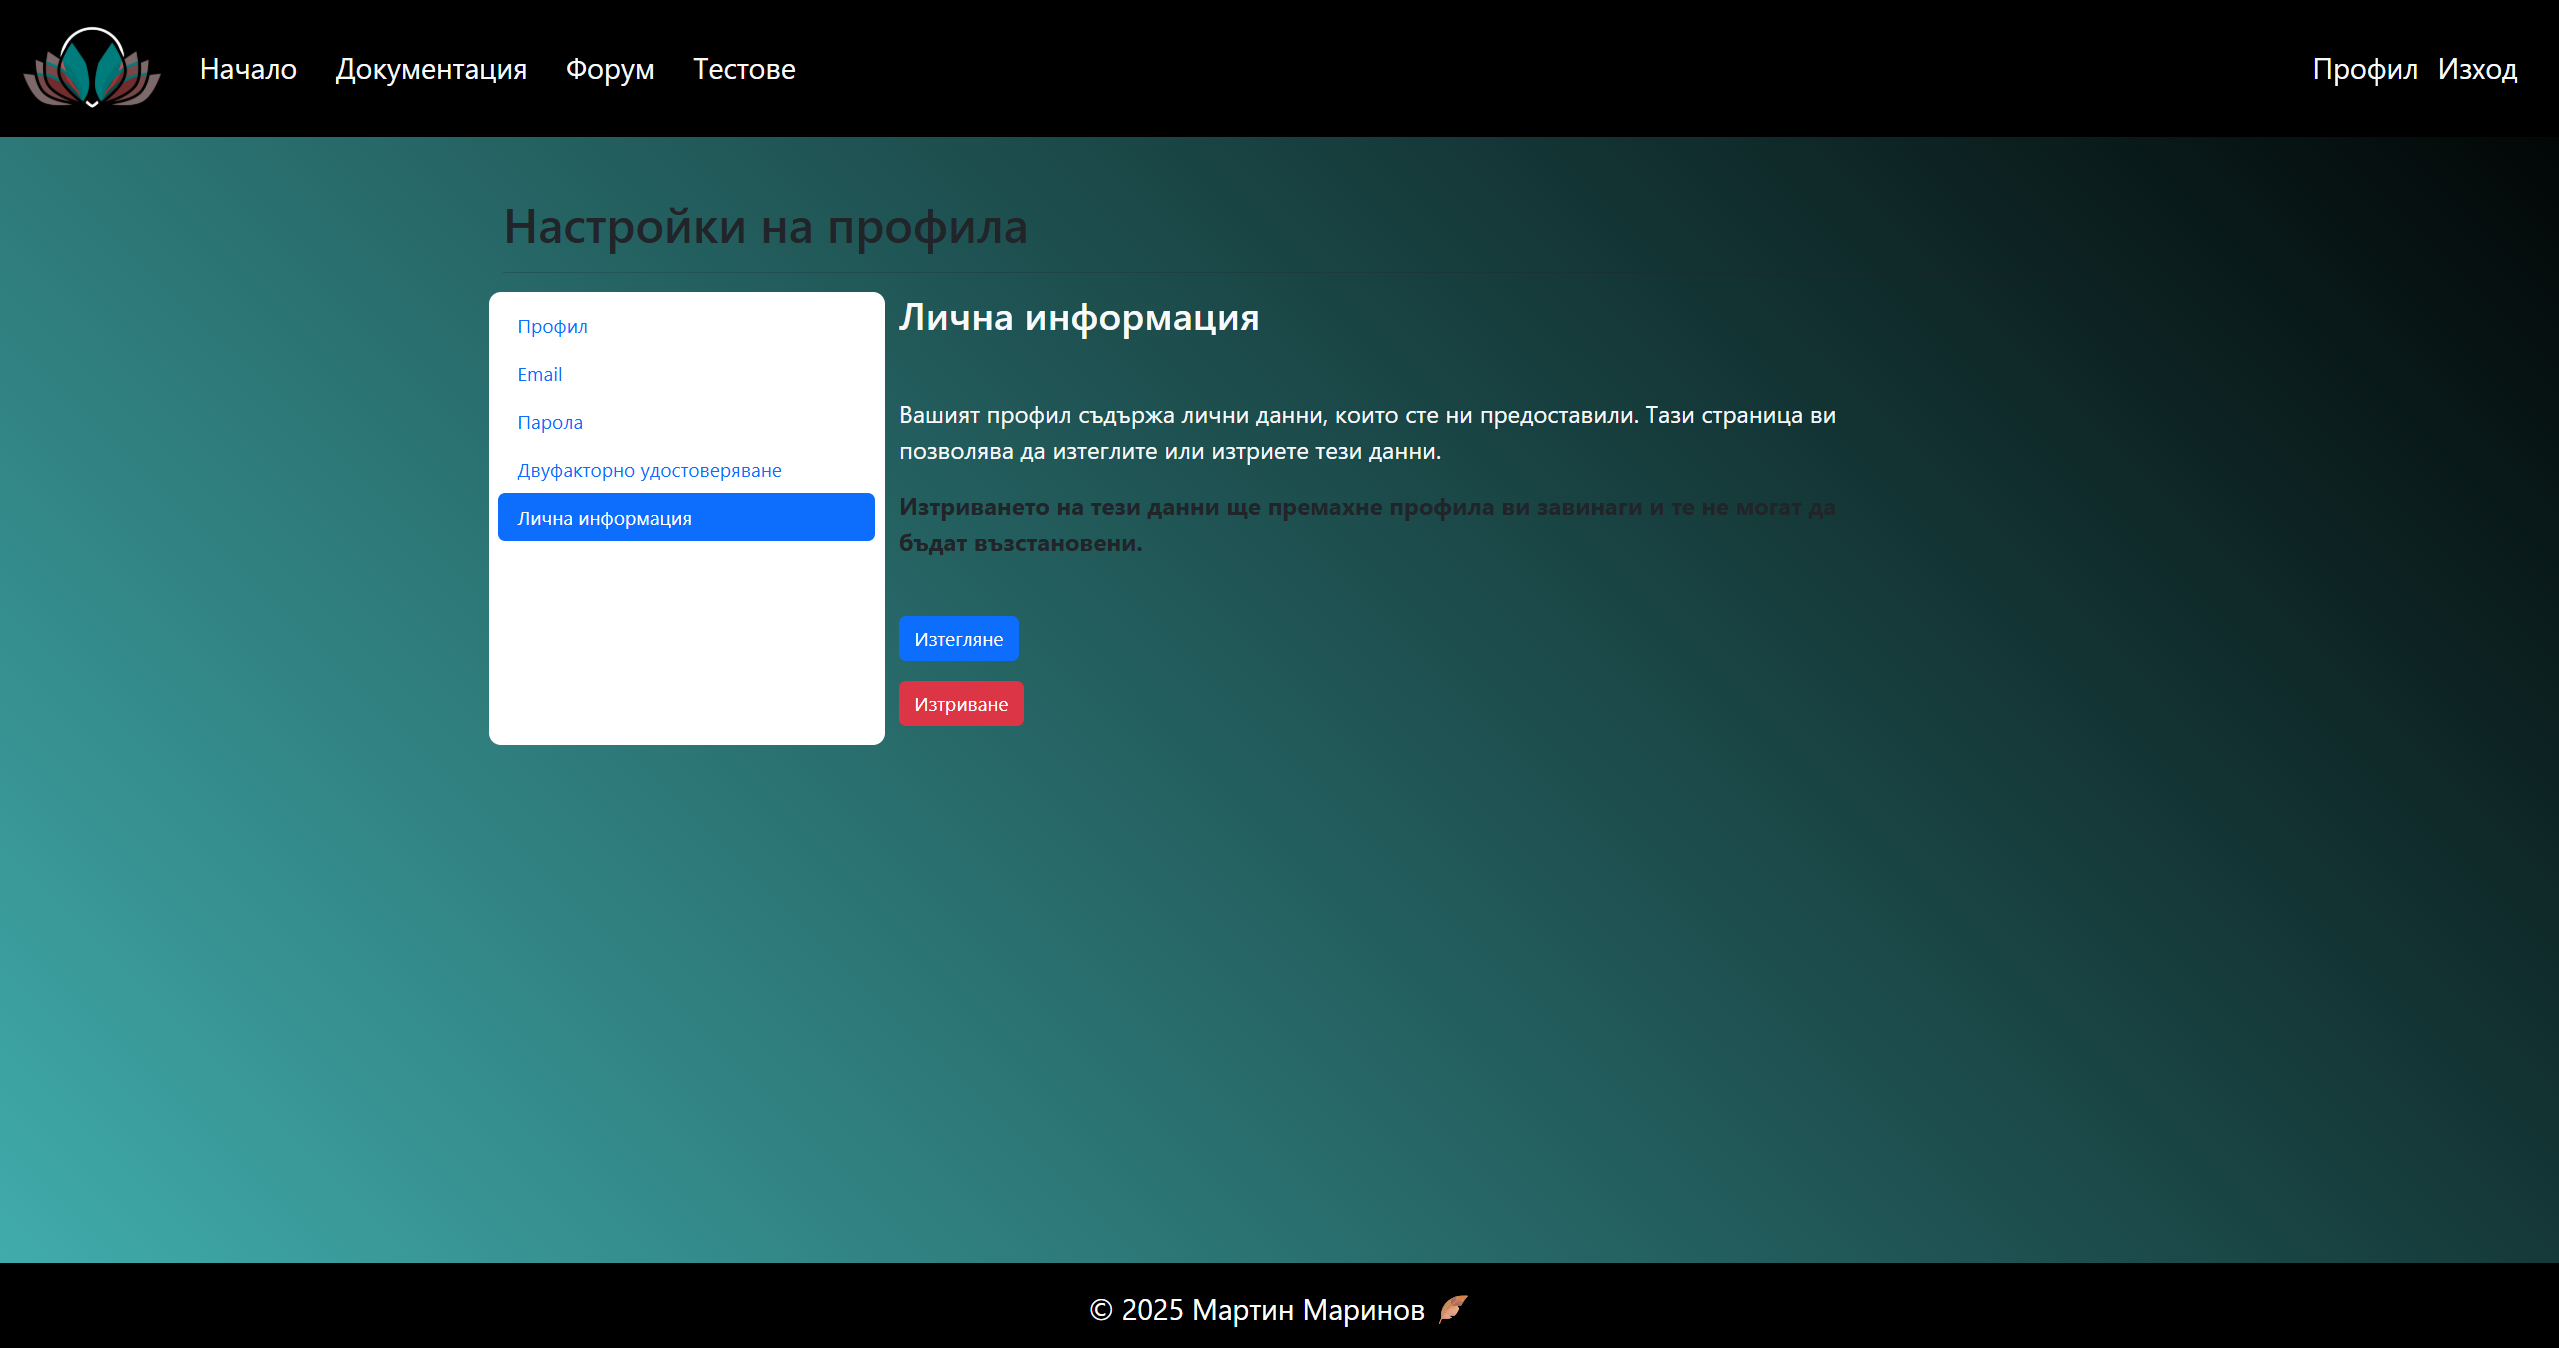 Начало Документация Форум Тестове Профил Изход
Настройки на профила
Профил
Email
Парола
Двуфакторно удостоверяване
Лична информация
Лична информация
Вашият профил съдържа лични данни, които сте ни предоставили. Тази страница ви
позволява да изтеглите или изтриете тези данни.
Изтриването на тези данни ще премахне профила ви завинаги и те не могат да
бъдат възстановени.
Изтегляне
Изтриване
© 2025 Мартин Маринов